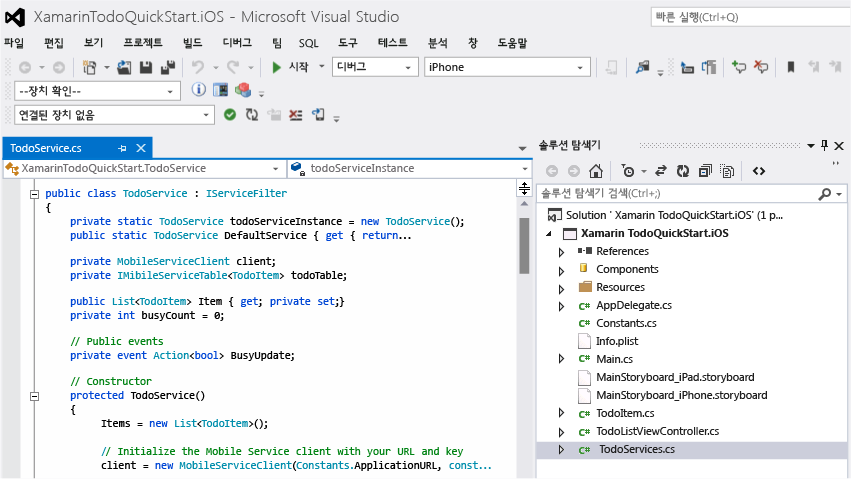 XamarinTodoQuickStart.iOS - Microsoft Visual Studio
빠른 실행(Ctrl+Q)
파일 편집 보기 프로젝트 빌드 디버그 팀 SQL 도구 테스트 분석 창 도움말
시작 디버그 iPhone
--장치 확인--
연결된 장치 없음
TodoService.cs
XamarinTodoQuickStart.TodoService todoServiceInstance
public class TodoService : IServiceFilter
{
private static TodoService todoServiceInstance = new TodoService();
public static TodoService DefaultService { get { return...
private MobileServiceClient client;
private IMibileServiceTable<TodoItem> todoTable;
public List<TodoItem> Item { get; private set;}
private int busyCount = 0;
// Public events
private event Action<bool> BusyUpdate;
// Constructor
protected TodoService()
{
Items = new List<TodoItem>();
// Initialize the Mobile Service client with your URL and key
client = new MobileServiceClient(Constants.ApplicationURL, const...
솔루션 탐색기
솔루션 탐색기 검색(Ctrl+;)
Solution ' Xamarin TodoQuickStart.iOS' (1 p...
Xamarin TodoQuickStart.iOS
References
Components
Resources
C# AppDelegate.cs
C# Constants.cs
Info.plist
C# Main.cs
MainStoryboard_iPad.storyboard
MainStoryboard_iPhone.storyboard
C# TodoItem.cs
C# TodoListViewController.cs
C# TodoServices.cs